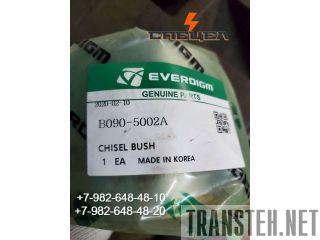 СПЕЦЕЛ
EVERDIGM
GENUINE PARTS
2020-02-10
B090-5002A
CHISEL BUSH
1 EA MADE IN KOREA
+7-982-648-48-10
+7-982-648-48-20
TRANSTEH.NET